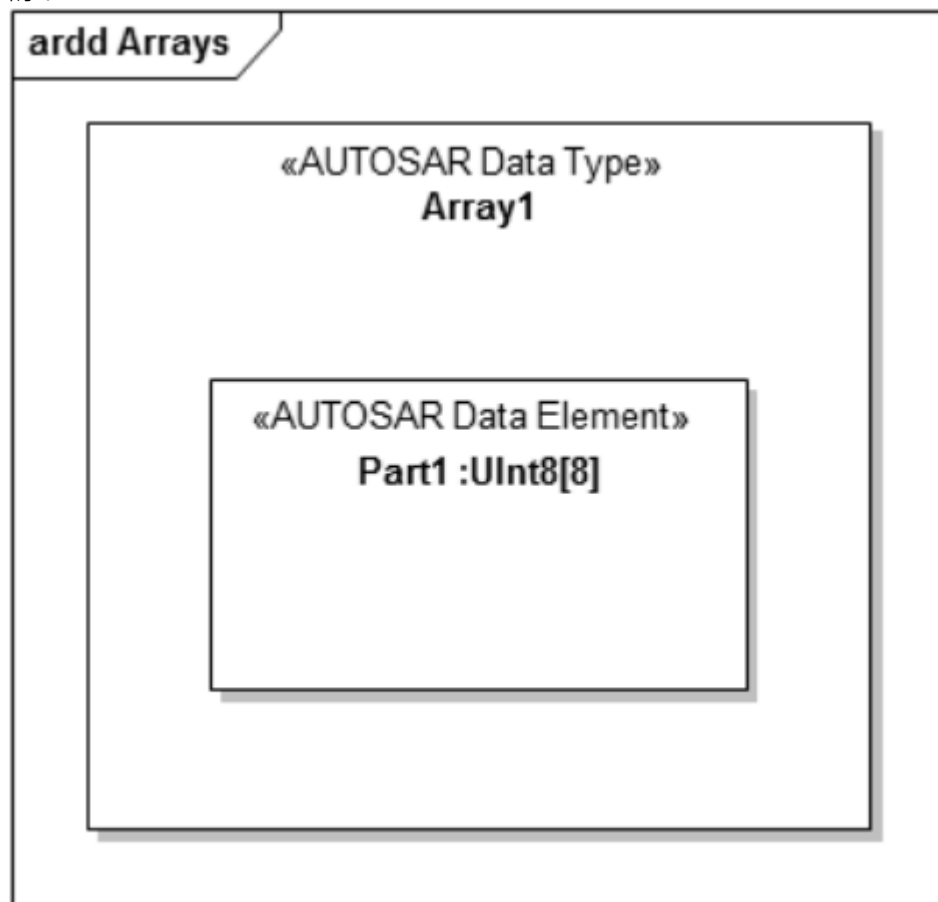 ardd Arrays
«AUTOSAR Data Type»
Array1
«AUTOSAR Data Element»
Part1 :UInt8[8]